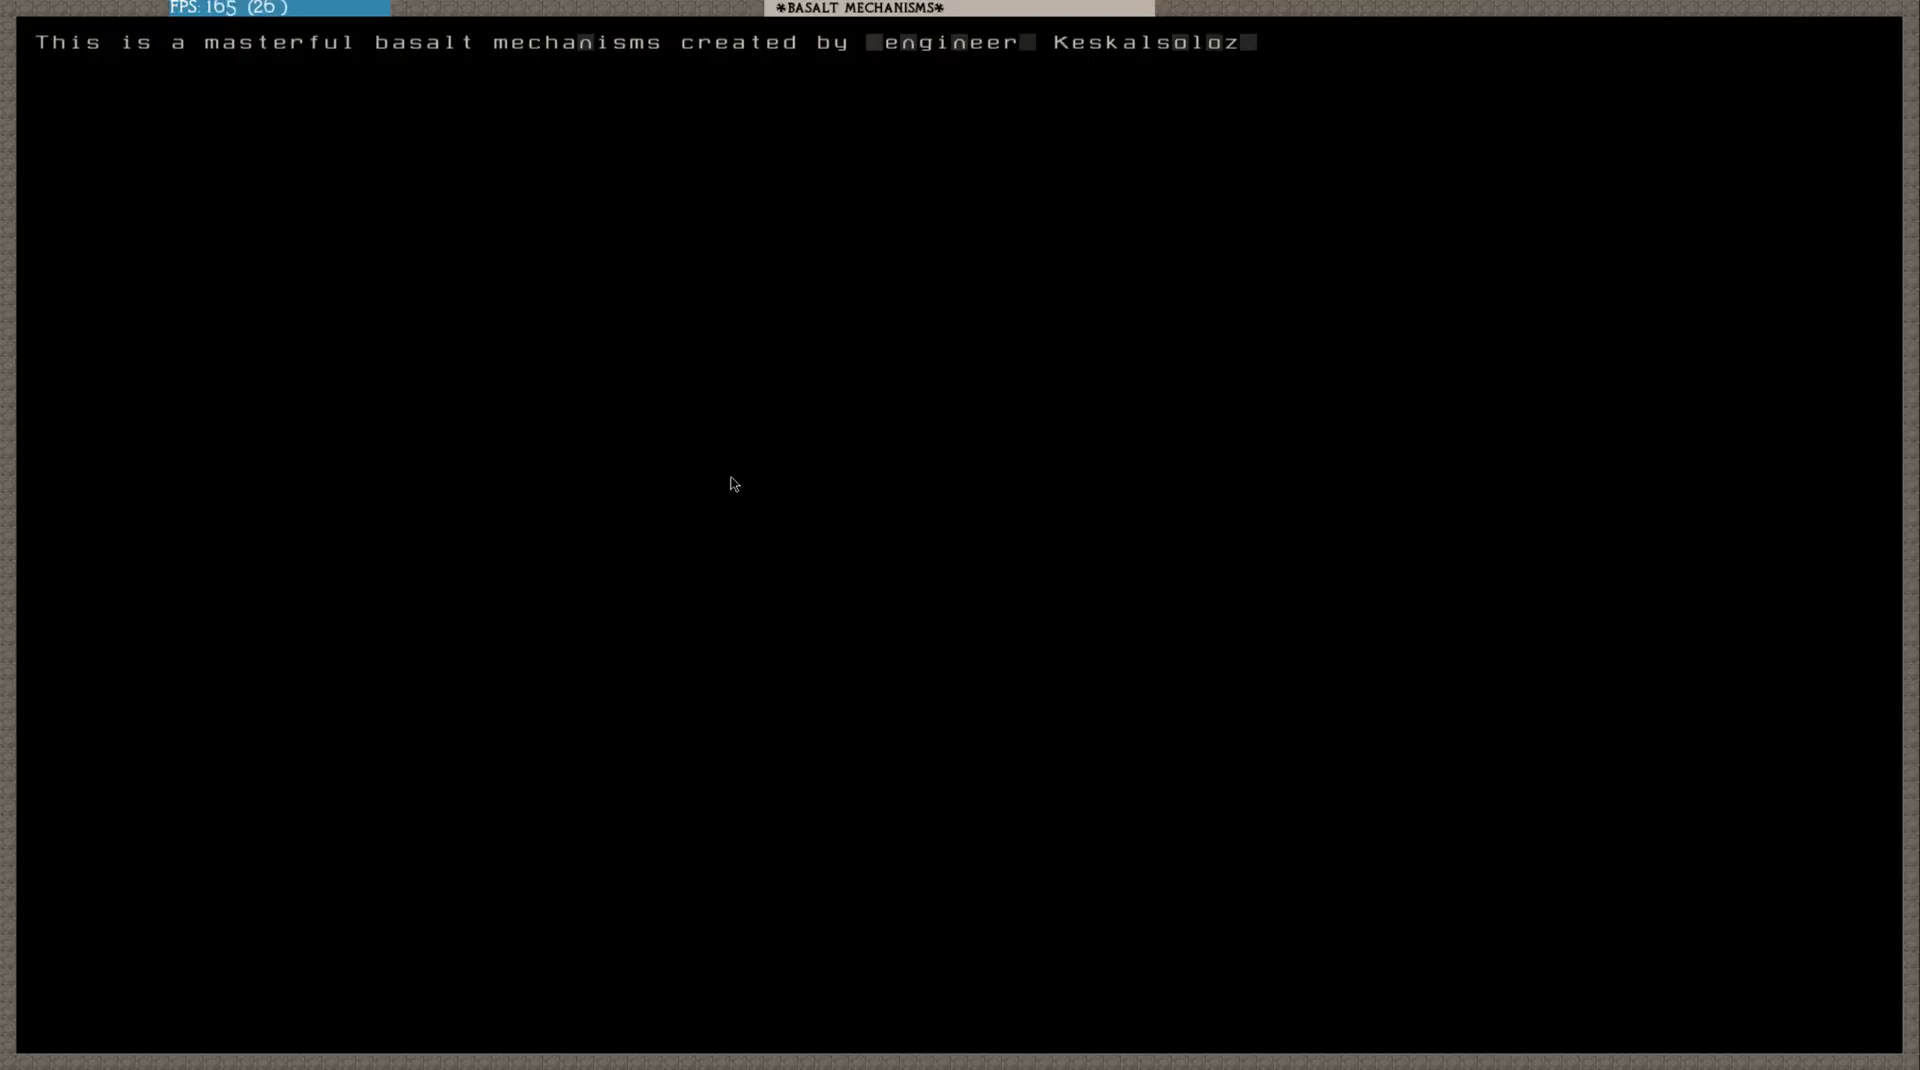 FPS: 165 (26 )
*BASALT MECHANISMS*
This is a masterful basalt mechanisms created by engineer Keskalsoloz